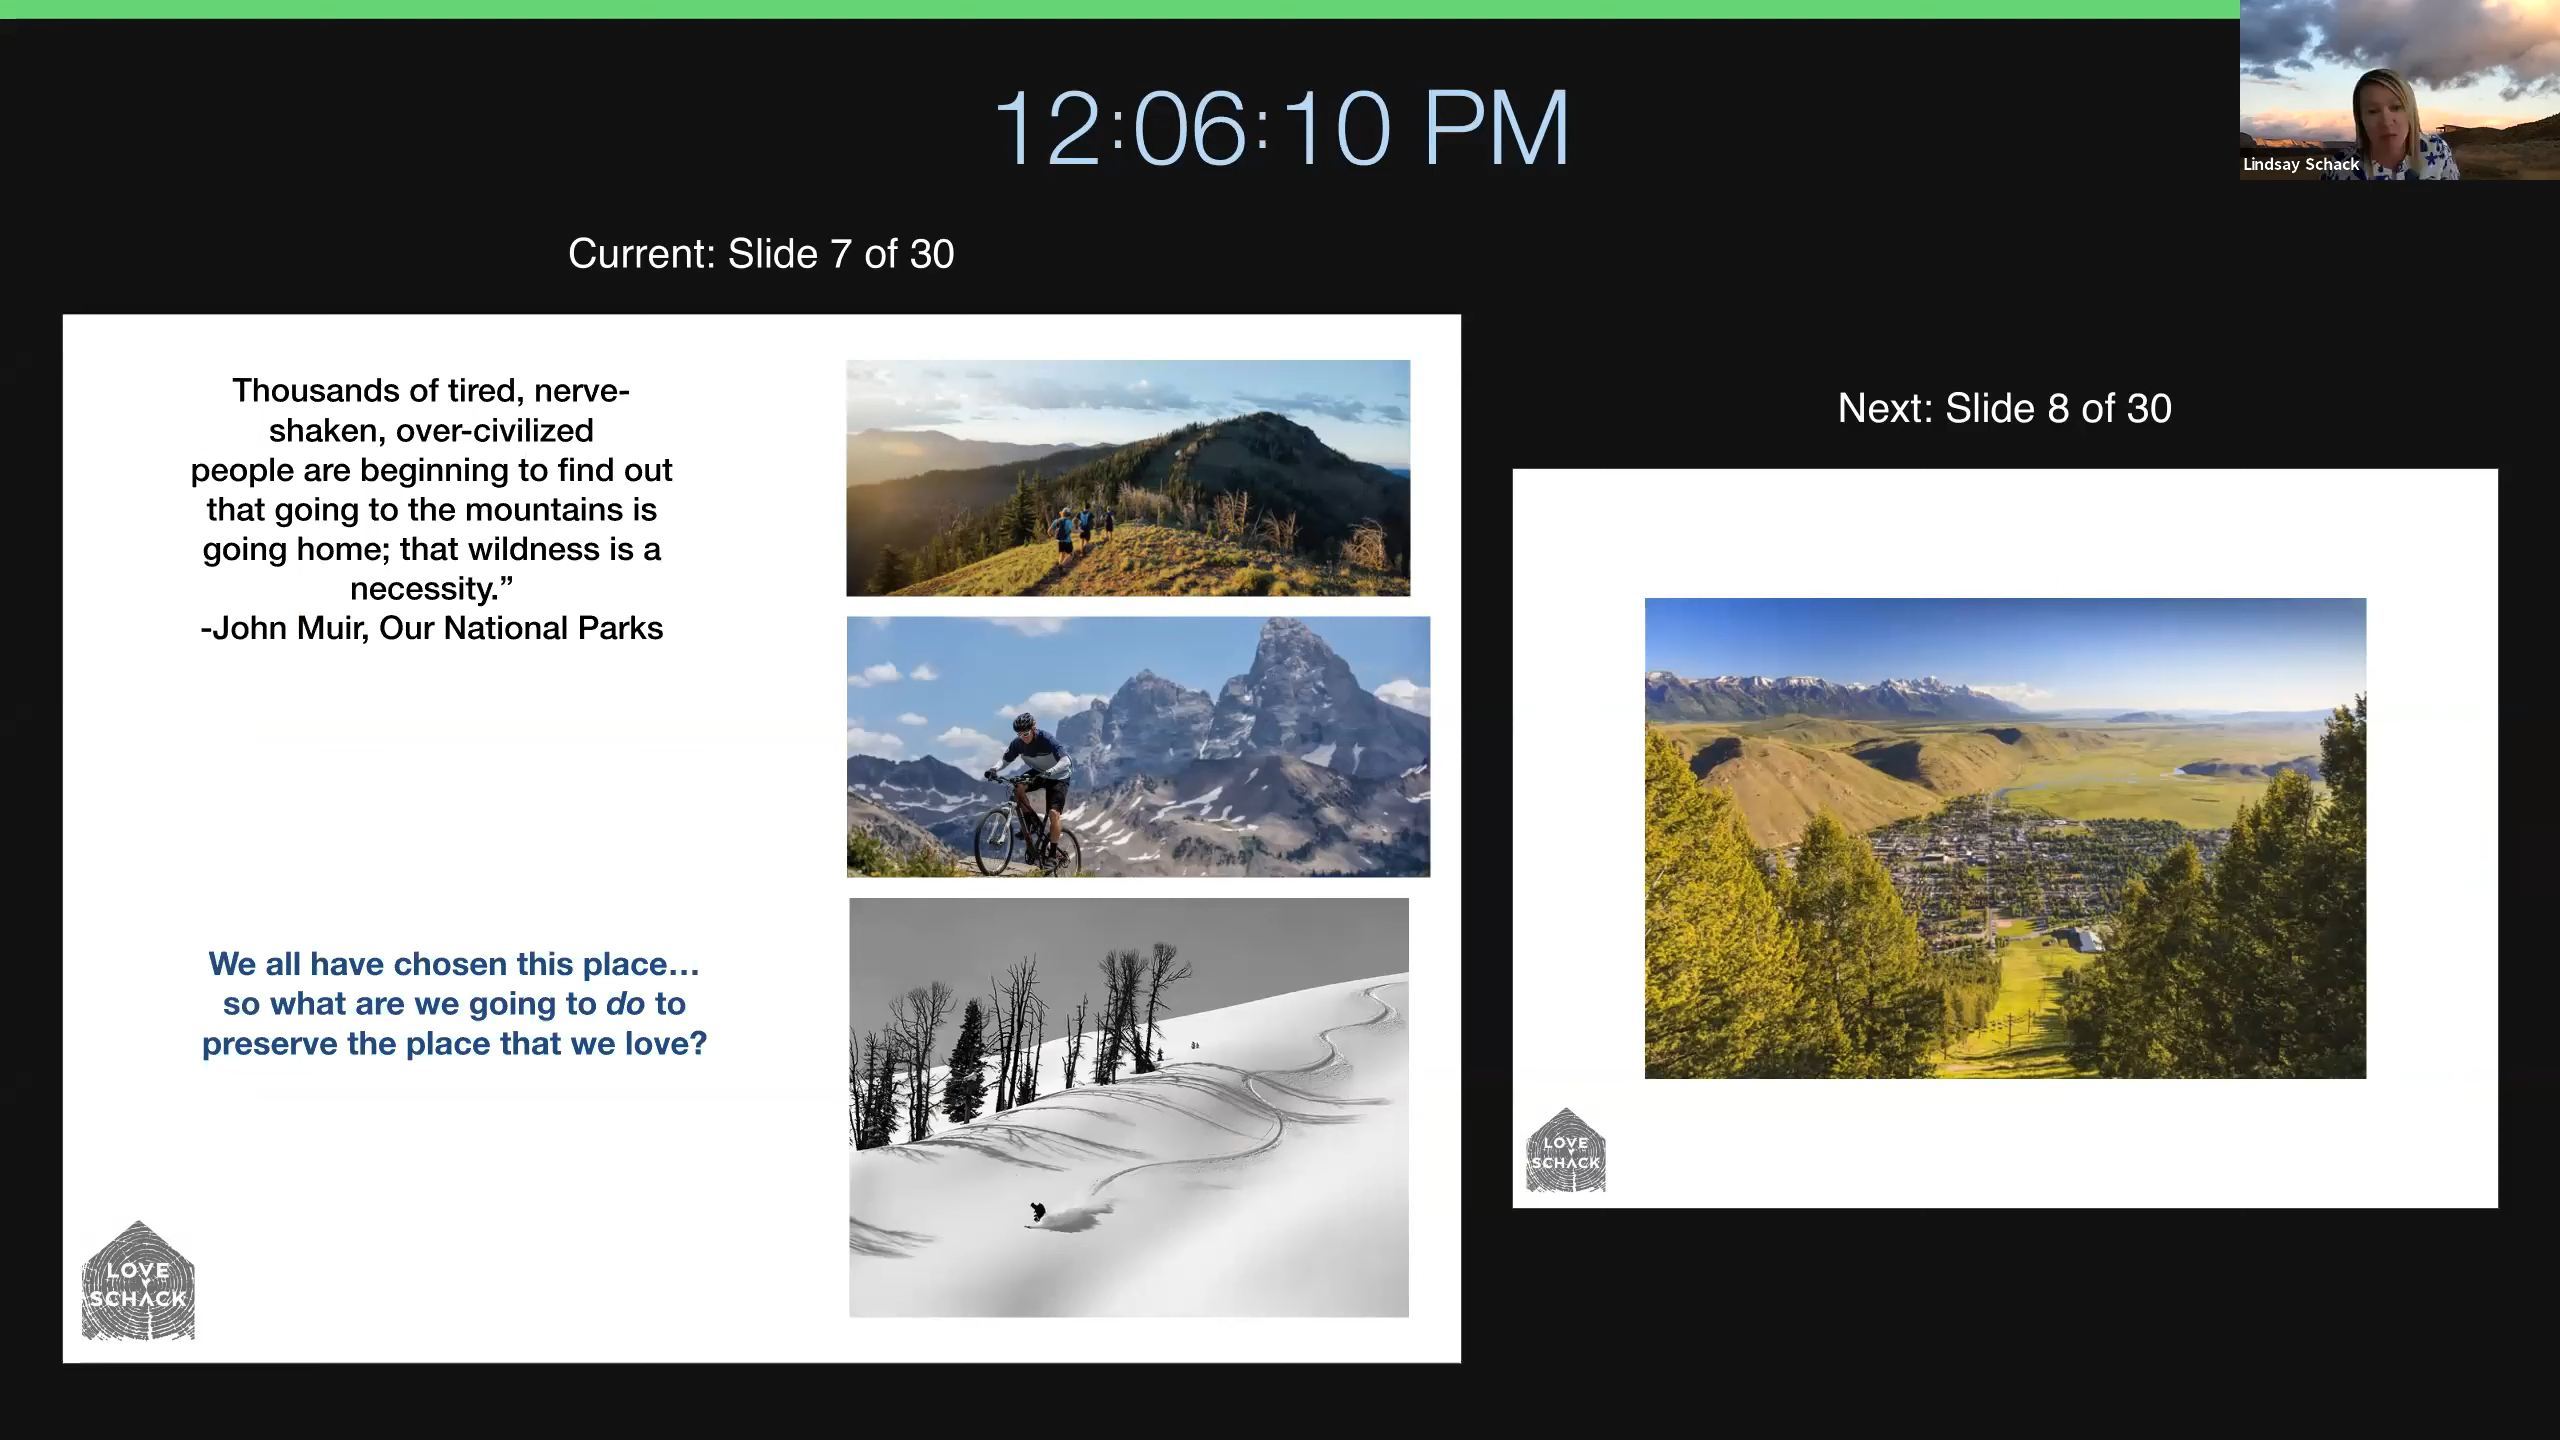 12:06:10 PM
Lindsay Schack
Current: Slide 7 of 30
Thousands of tired, nerve-
shaken, over-civilized
people are beginning to find out
that going to the mountains is
going home; that wildness is a
necessity.”
-John Muir, Our National Parks
We all have chosen this place…
so what are we going to do to
preserve the place that we love?
LOVE
SCHACK
Next: Slide 8 of 30
LOVE
SCHACK